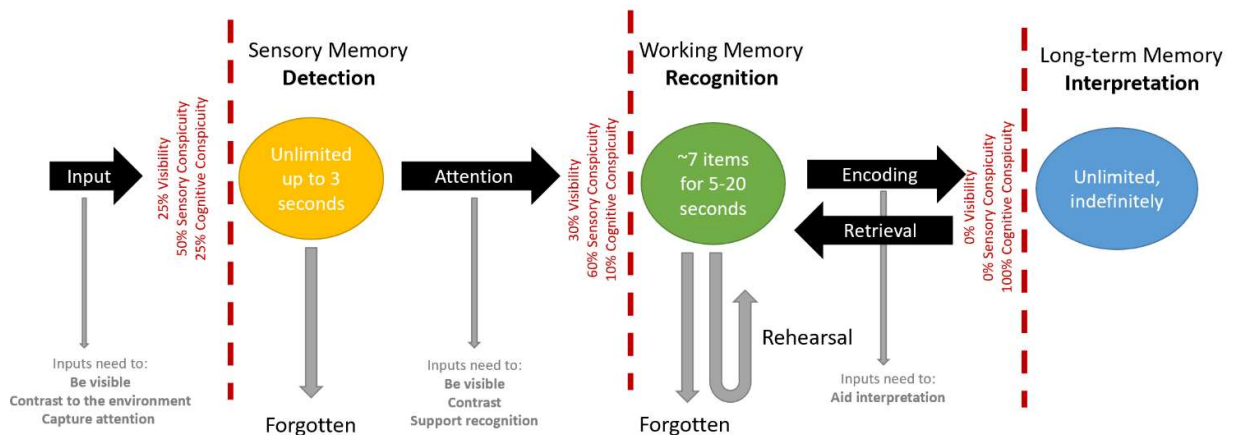 Sensory Memory
Detection
Working Memory
Recognition
Long-term Memory
Interpretation
Input
25% Visibility
50% Sensory Conspicuity
25% Cognitive Conspicuity
Unlimited
up to 3
seconds
Attention
30% Visibility
60% Sensory Conspicuity
10% Cognitive Conspicuity
~7 items
for 5-20
seconds
Encoding
Retrieval
0% Visibility
0% Sensory Conspicuity
100% Cognitive Conspicuity
Unlimited,
indefinitely
Rehearsal
Inputs need to:
Be visible
Contrast to the environment
Capture attention
Forgotten
Inputs need to:
Be visible
Contrast
Support recognition
Forgotten
Inputs need to:
Aid interpretation